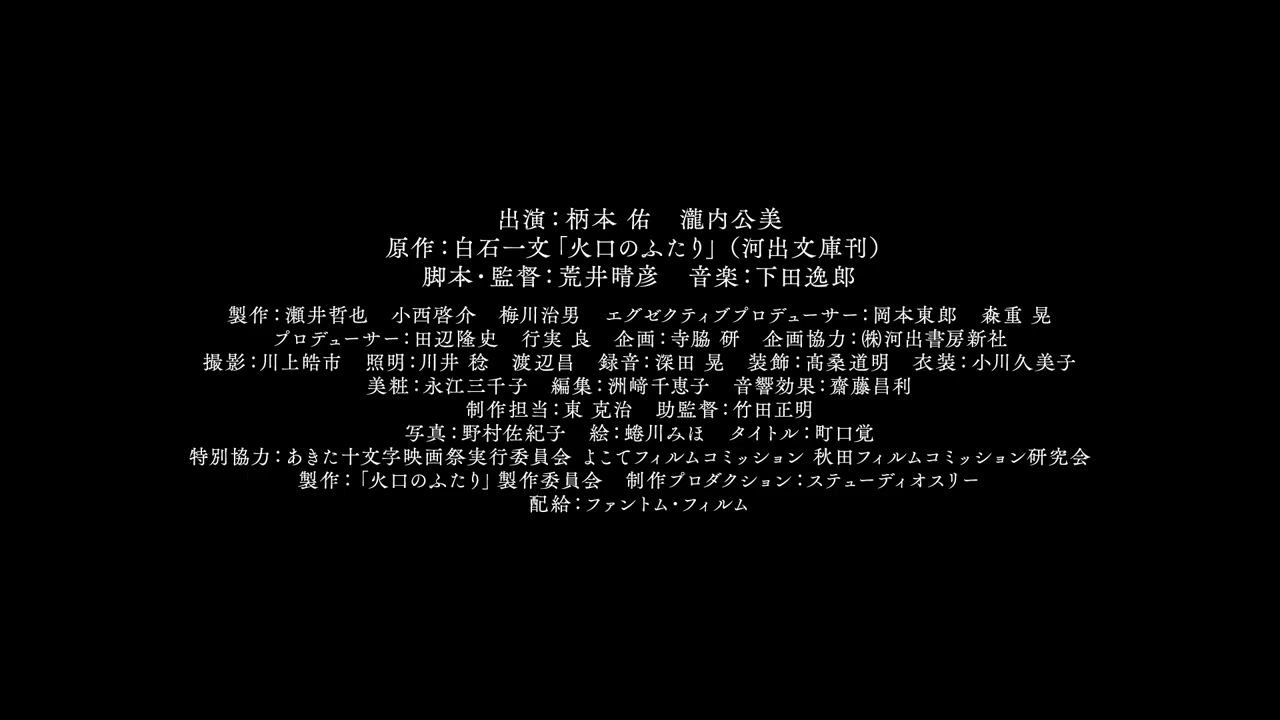 出演：柄本 佑　瀧内公美
原作：白石一文「火口のふたり」（河出文庫刊）
脚本・監督：荒井晴彦　音楽：下田逸郎
製作：瀬井哲也　小西啓介　梅川治男　エグゼクティブプロデューサー：岡本東郎　森重 晃
プロデューサー：田辺隆史　行実 良　企画：寺脇 研　企画協力：㈱河出書房新社
撮影：川上皓市　照明：川井 稔　渡辺昌　録音：深田 晃　装飾：髙桑道明　衣装：小川久美子
美粧：永江三千子　編集：洲﨑千恵子　音響効果：齋藤昌利
制作担当：東 克治　助監督：竹田正明
写真：野村佐紀子　絵：蜷川みほ　タイトル：町口覚
特別協力：あきた十文字映画祭実行委員会 よこてフィルムコミッション 秋田フィルムコミッション研究会
製作：「火口のふたり」製作委員会　制作プロダクション：ステューディオスリー
配給：ファントム・フィルム